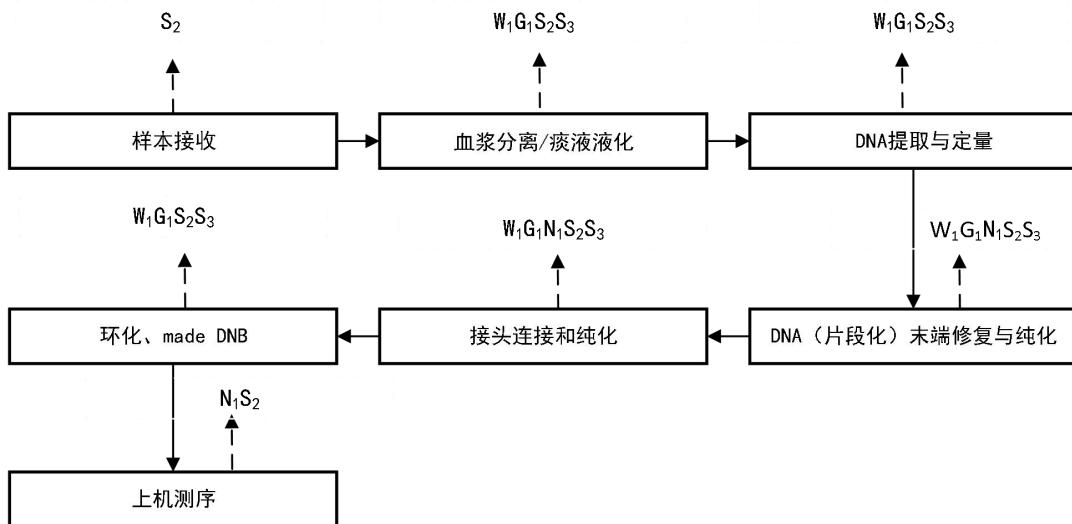 S₂
W₁G₁S₂S₃
W₁G₁S₂S₃
样本接收
血浆分离/痰液液化
DNA提取与定量
W₁G₁S₂S₃
W₁G₁N₁S₂S₃
W₁G₁N₁S₂S₃
环化、made DNB
接头连接和纯化
DNA（片段化）末端修复与纯化
N₁S₂
上机测序